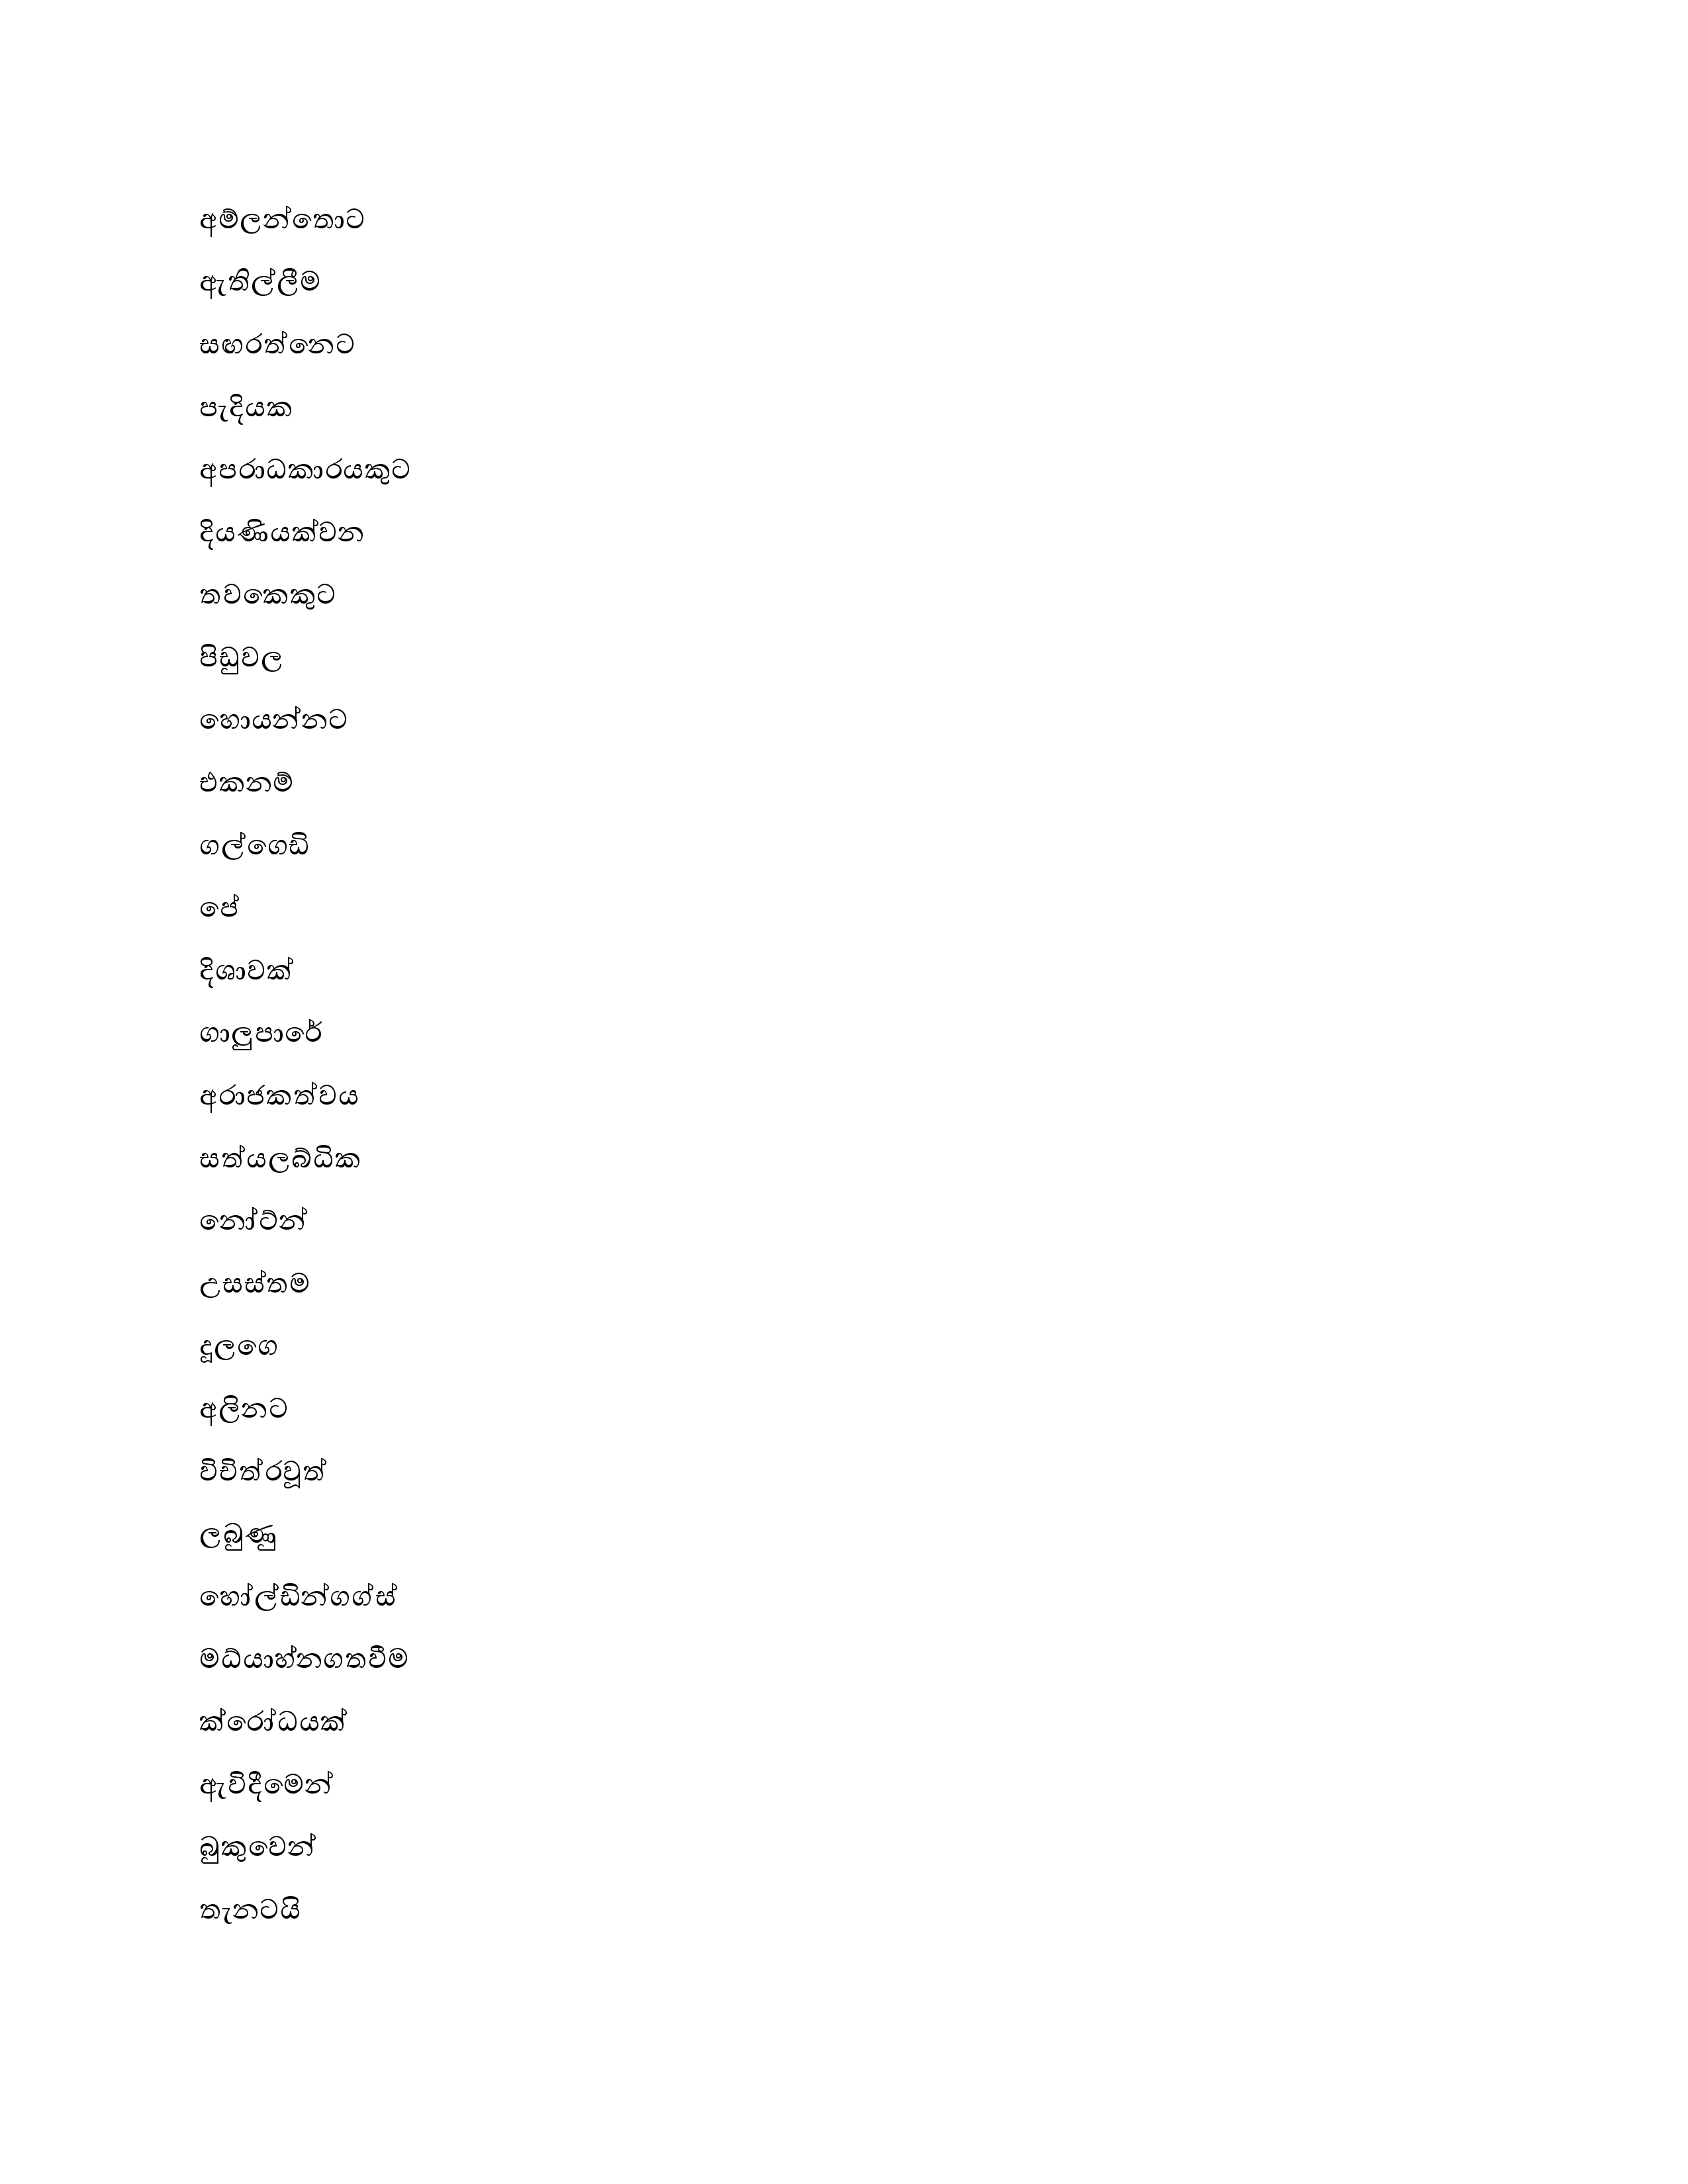 අම්ලන්තොට
ඇතිල්ලීම
සඟරත්නෙට
පැදියක
අපරාධකාරයකුට
දියණියක්වන
තවකෙකුට
පිඩුවල
හොයන්නට
එකනම්
ගල්ගෙඩි
පේ
දිශාවක්
ගාලුපාරේ
අරාජකත්වය
සත්යලබ්ධික
නෝට්න්
උසස්තම
දූලගෙ
අලිනට
විචිත්රවූත්
ලබුණු
හෝල්ඩින්ගග්ස්
මධ්යාහ්නගතවීම
ක්රෝධයක්
ඇවිදීමෙන්
බුකුවෙන්
තැනටයි